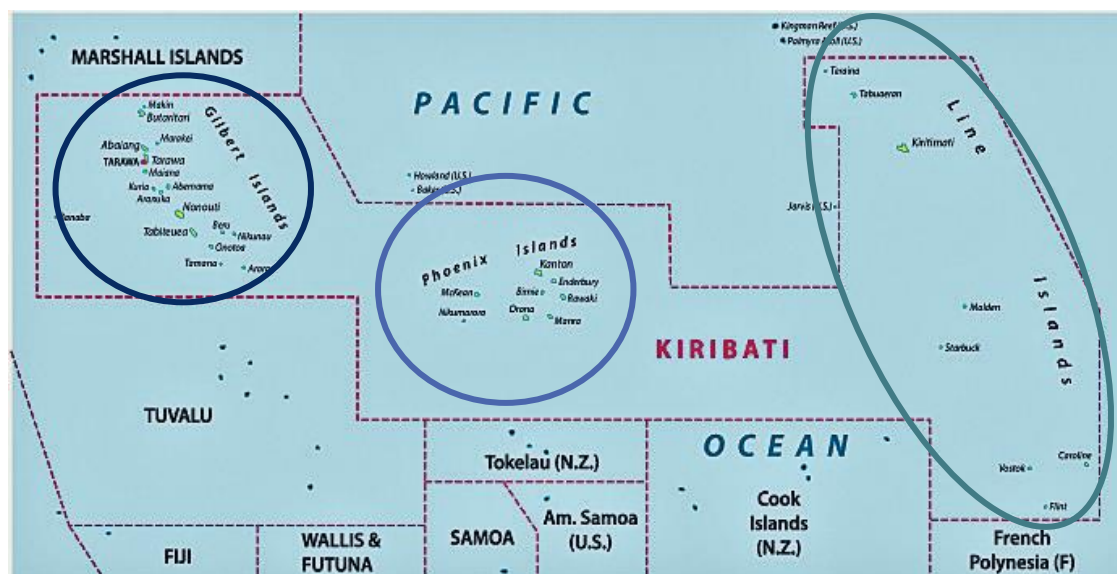 MARSHALL ISLANDS
PACIFIC
Kingman Reef (U.S.)
Palmyra Atoll (U.S.)
Teraina
Tabuaeran
Line
Kiritimati
Islands
Makin
Butaritari
Gilbert Islands
Marakei
Abaiang
TARAWA
Tarawa
Maiana
Kuria
Abemama
Aranuka
Nonouti
Banaba
Tabiteuea
Beru
Nikunau
Onotoa
Tamana
Arorae
Howland (U.S.)
Baker (U.S.)
Jarvis (U.S.)
Phoenix Islands
Kanton
Enderbury
McKean
Birnie
Rawaki
Nikumaroro
Orona
Manra
Malden
Starbuck
KIRIBATI
TUVALU
OCEAN
Tokelau (N.Z.)
Vostok
Caroline
Flint
Cook
Islands
(N.Z.)
Am. Samoa
(U.S.)
SAMOA
FIJI
WALLIS &
FUTUNA
French
Polynesia (F)